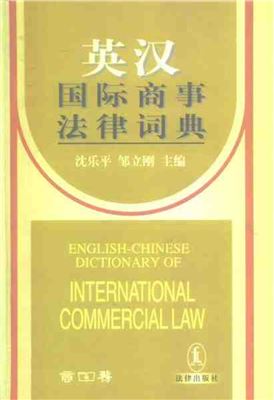 英汉
国际商事
法律词典
沈乐平 邹立刚 主编
ENGLISH-CHINESE
DICTIONARY OF
INTERNATIONAL
COMMERCIAL LAW
法律出版社